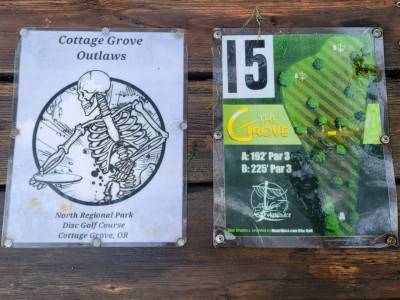 Cottage Grove
Outlaws
North Regional Park
Disc Golf Course
Cottage Grove, OR
15
THE
GROVE
A: 192' Par 3
B: 225' Par 3